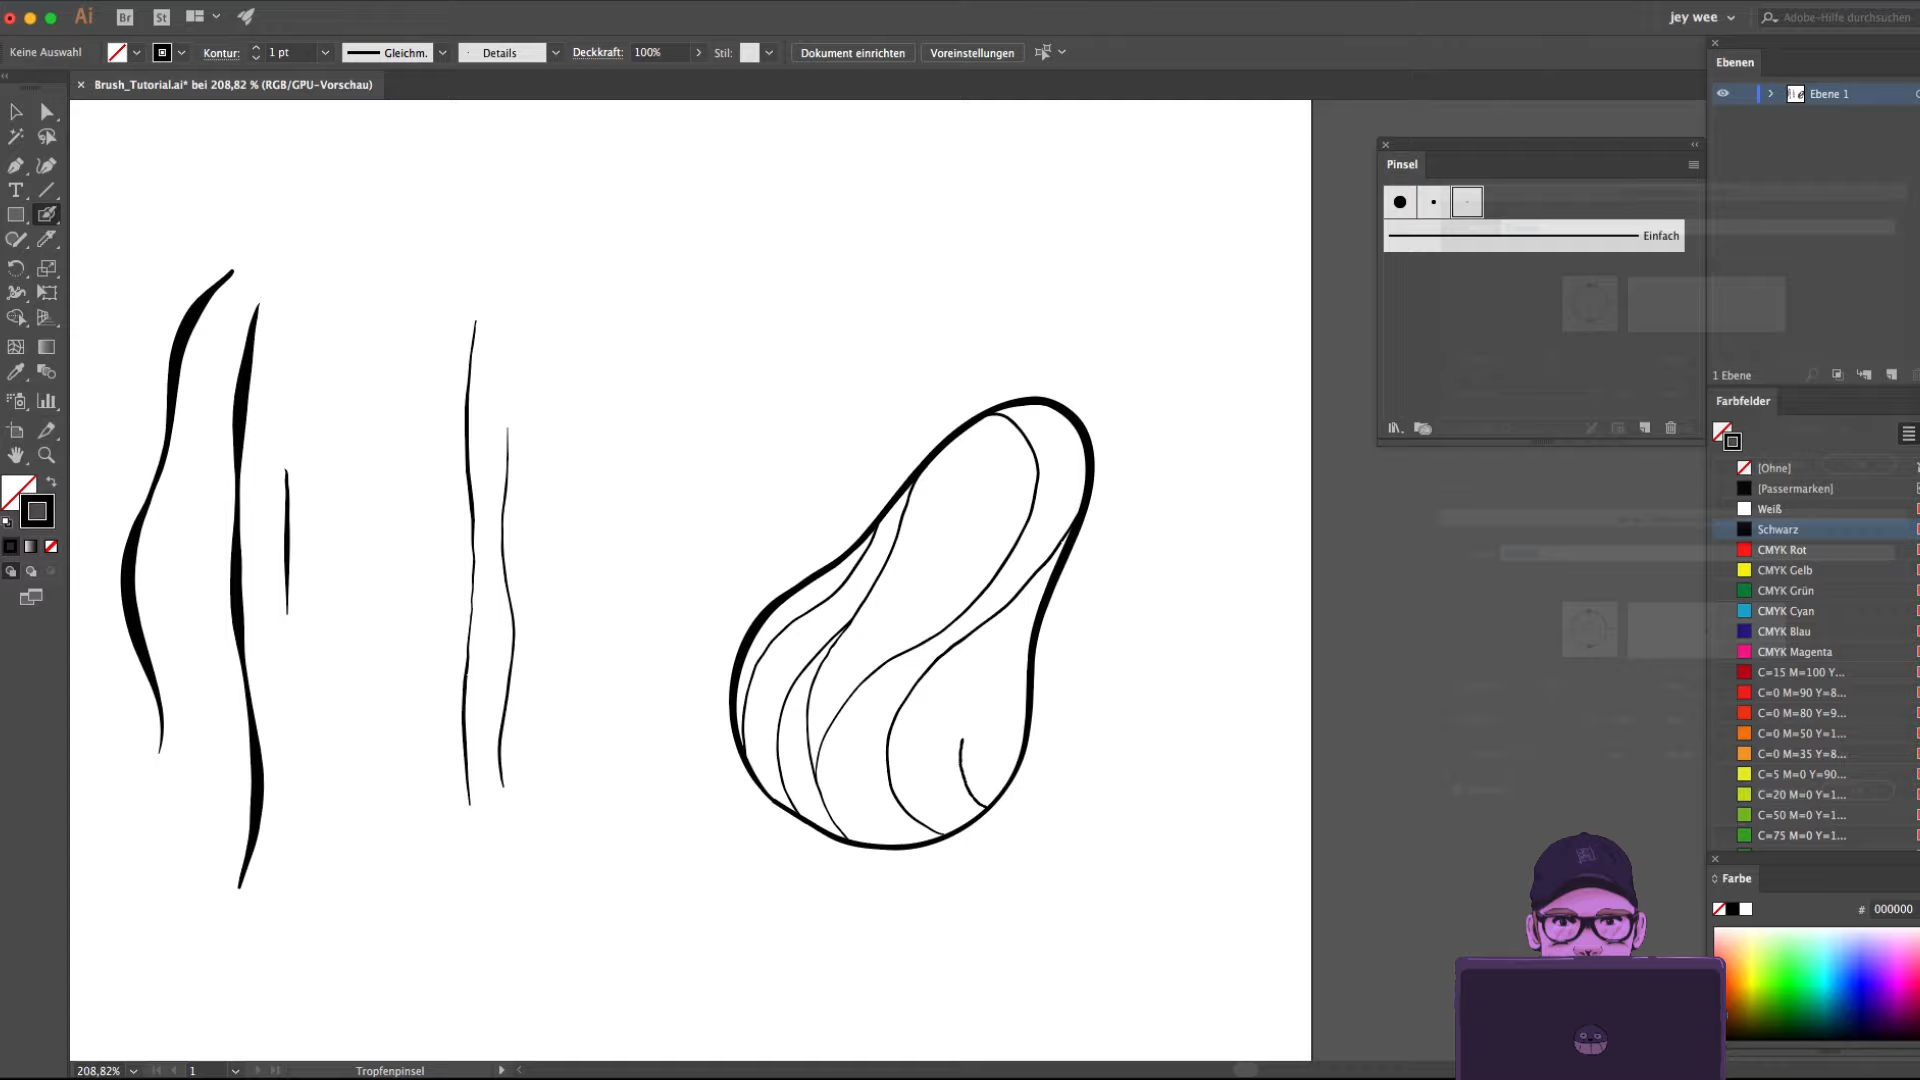 Ai Br St jey wee Adobe-Hilfe durchsuchen
Keine Auswahl Kontur: 1 pt Gleichm. Details Deckkraft: 100% Stil: Dokument einrichten Voreinstellungen
Brush_Tutorial.ai* bei 208,82 % (RGB/GPU-Vorschau)
Ebenen
Ebene 1
Pinsel
Einfach
1 Ebene
Farbfelder
[Ohne]
[Passermarken]
Weiß
Schwarz
CMYK Rot
CMYK Gelb
CMYK Grün
CMYK Cyan
CMYK Blau
CMYK Magenta
C=15 M=100 Y...
C=0 M=90 Y=8...
C=0 M=80 Y=9...
C=0 M=50 Y=1...
C=0 M=35 Y=8...
C=5 M=0 Y=90...
C=20 M=0 Y=1...
C=50 M=0 Y=1...
C=75 M=0 Y=1...
Farbe
# 000000
208,82% 1 Tropfenpinsel